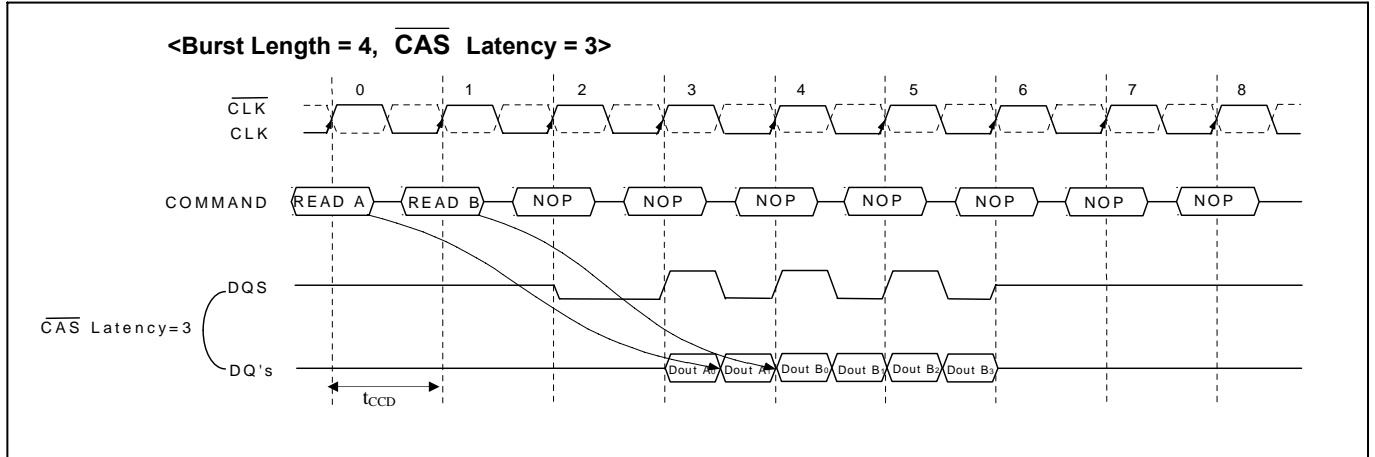 <Burst Length = 4, CAS Latency = 3>
0 1 2 3 4 5 6 7 8
CLK
CLK
COMMAND READ A READ B NOP NOP NOP NOP NOP NOP NOP
DQS
CAS Latency=3
DQ's Dout A0 Dout A1 Dout B0 Dout B1 Dout B2 Dout B3
tCCD